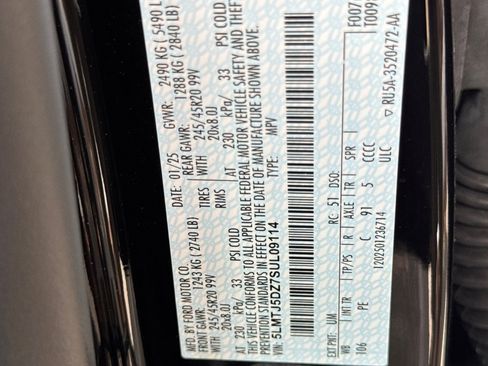 MFD. BY FORD MOTOR CO.
DATE: 01/25 GVWR: 2490 KG ( 5490 L
FRONT GAWR: 1243 KG (2740 LB) REAR GAWR: 1288 KG ( 2840 LB)
WITH 245/45R20 99V TIRES WITH 245/45R20 99V
20x8.0J RIMS 20x8.0J
AT 230 kPa/ 33 PSI COLD AT 230 kPa/ 33 PSI COLD
THIS VEHICLE CONFORMS TO ALL APPLICABLE FEDERAL MOTOR VEHICLE SAFETY AND THEFT PREVENTION
STANDARDS IN EFFECT ON THE DATE OF MANUFACTURE SHOWN ABOVE.
VIN: 5LMTJ5DZ7SUL09114
TYPE: MPV
F007
T0095
EXT PNT: UM RC: 51 DSO:
WB INT TR TP/PS R AXLE TR SPR
106 PE C 91 5 CCCC
ULC
1202501236714
RU5A-3520472-AA